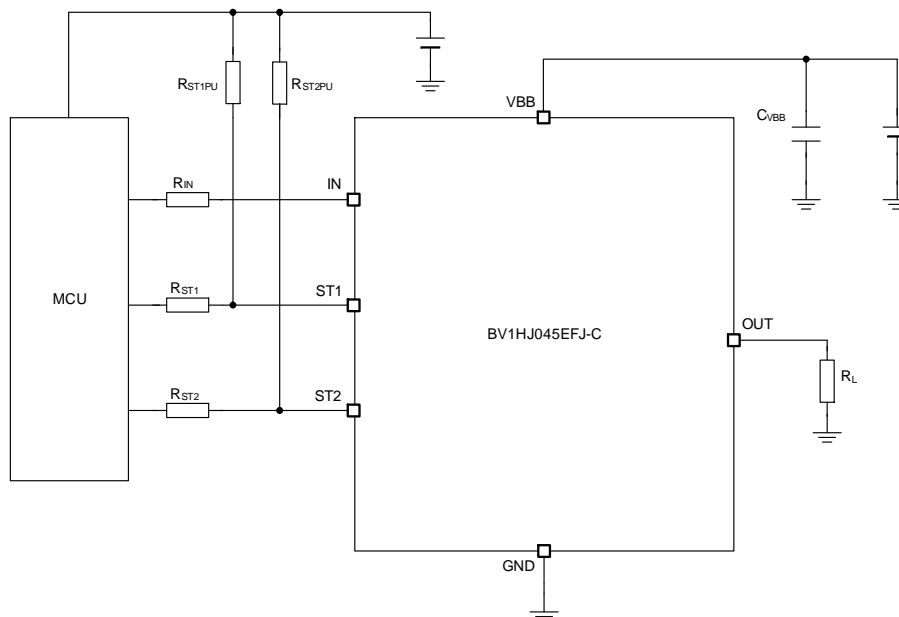 RST1PU
RST2PU
VBB
CVBB
RIN
IN
MCU
RST1
ST1
BV1HJ045EFJ-C
OUT
RL
RST2
ST2
GND